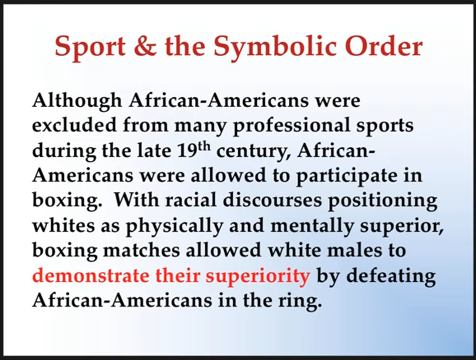 Sport & the Symbolic Order
Although African-Americans were
excluded from many professional sports
during the late 19th century, African-
Americans were allowed to participate in
boxing. With racial discourses positioning
whites as physically and mentally superior,
boxing matches allowed white males to
demonstrate their superiority by defeating
African-Americans in the ring.